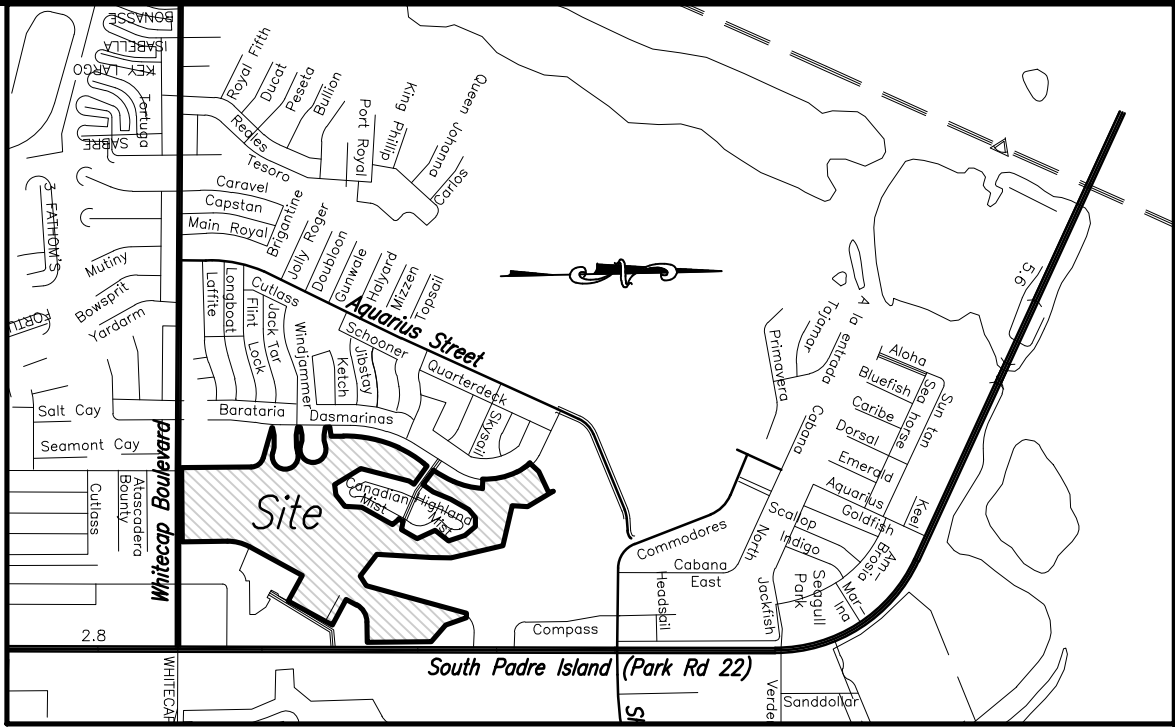 BONASSE
ISABELLA
KEY LARGO
Tortuga
SABRE
3 FATHOM'S
Mutiny
Bowsprit
Yardarm
Salt Cay
Seamont Cay
Cutlass
Atascadera
Bounty
2.8
Whitecap Boulevard
Royal Fifth
Ducat
Peseta
Bullion
Reales
Port Royal
King Phillip
Queen Johanna
Carlos
Tesoro
Caravel
Capstan
Main Royal
Brigantine
Jolly Roger
Doubloon
Gunwale
Halyard
Mizzen
Topsail
Aquarius Street
Laffite
Longboat
Cutlass
Flint
Lock
Jack Tar
Windjammer
Schooner
Ketch
Jibstay
Quarterdeck
Skysail
Barataria
Dasmarinas
Site
Canadian
Mist
Highland
Mist
5.6
A la entrada
Tajamar
Primavera
Cabana
Aloha
Bluefish
Caribe
Dorsal
Emerald
Aquarius
Goldfish
Sea horse
Sun tan
Keel
Scallop
Indigo
Ambrosia
Mar-
Ina
Seagull
Park
North
Jackfish
Commodores
Cabana
East
Headsail
Compass
South Padre Island (Park Rd 22)
Verde
Sanddollar